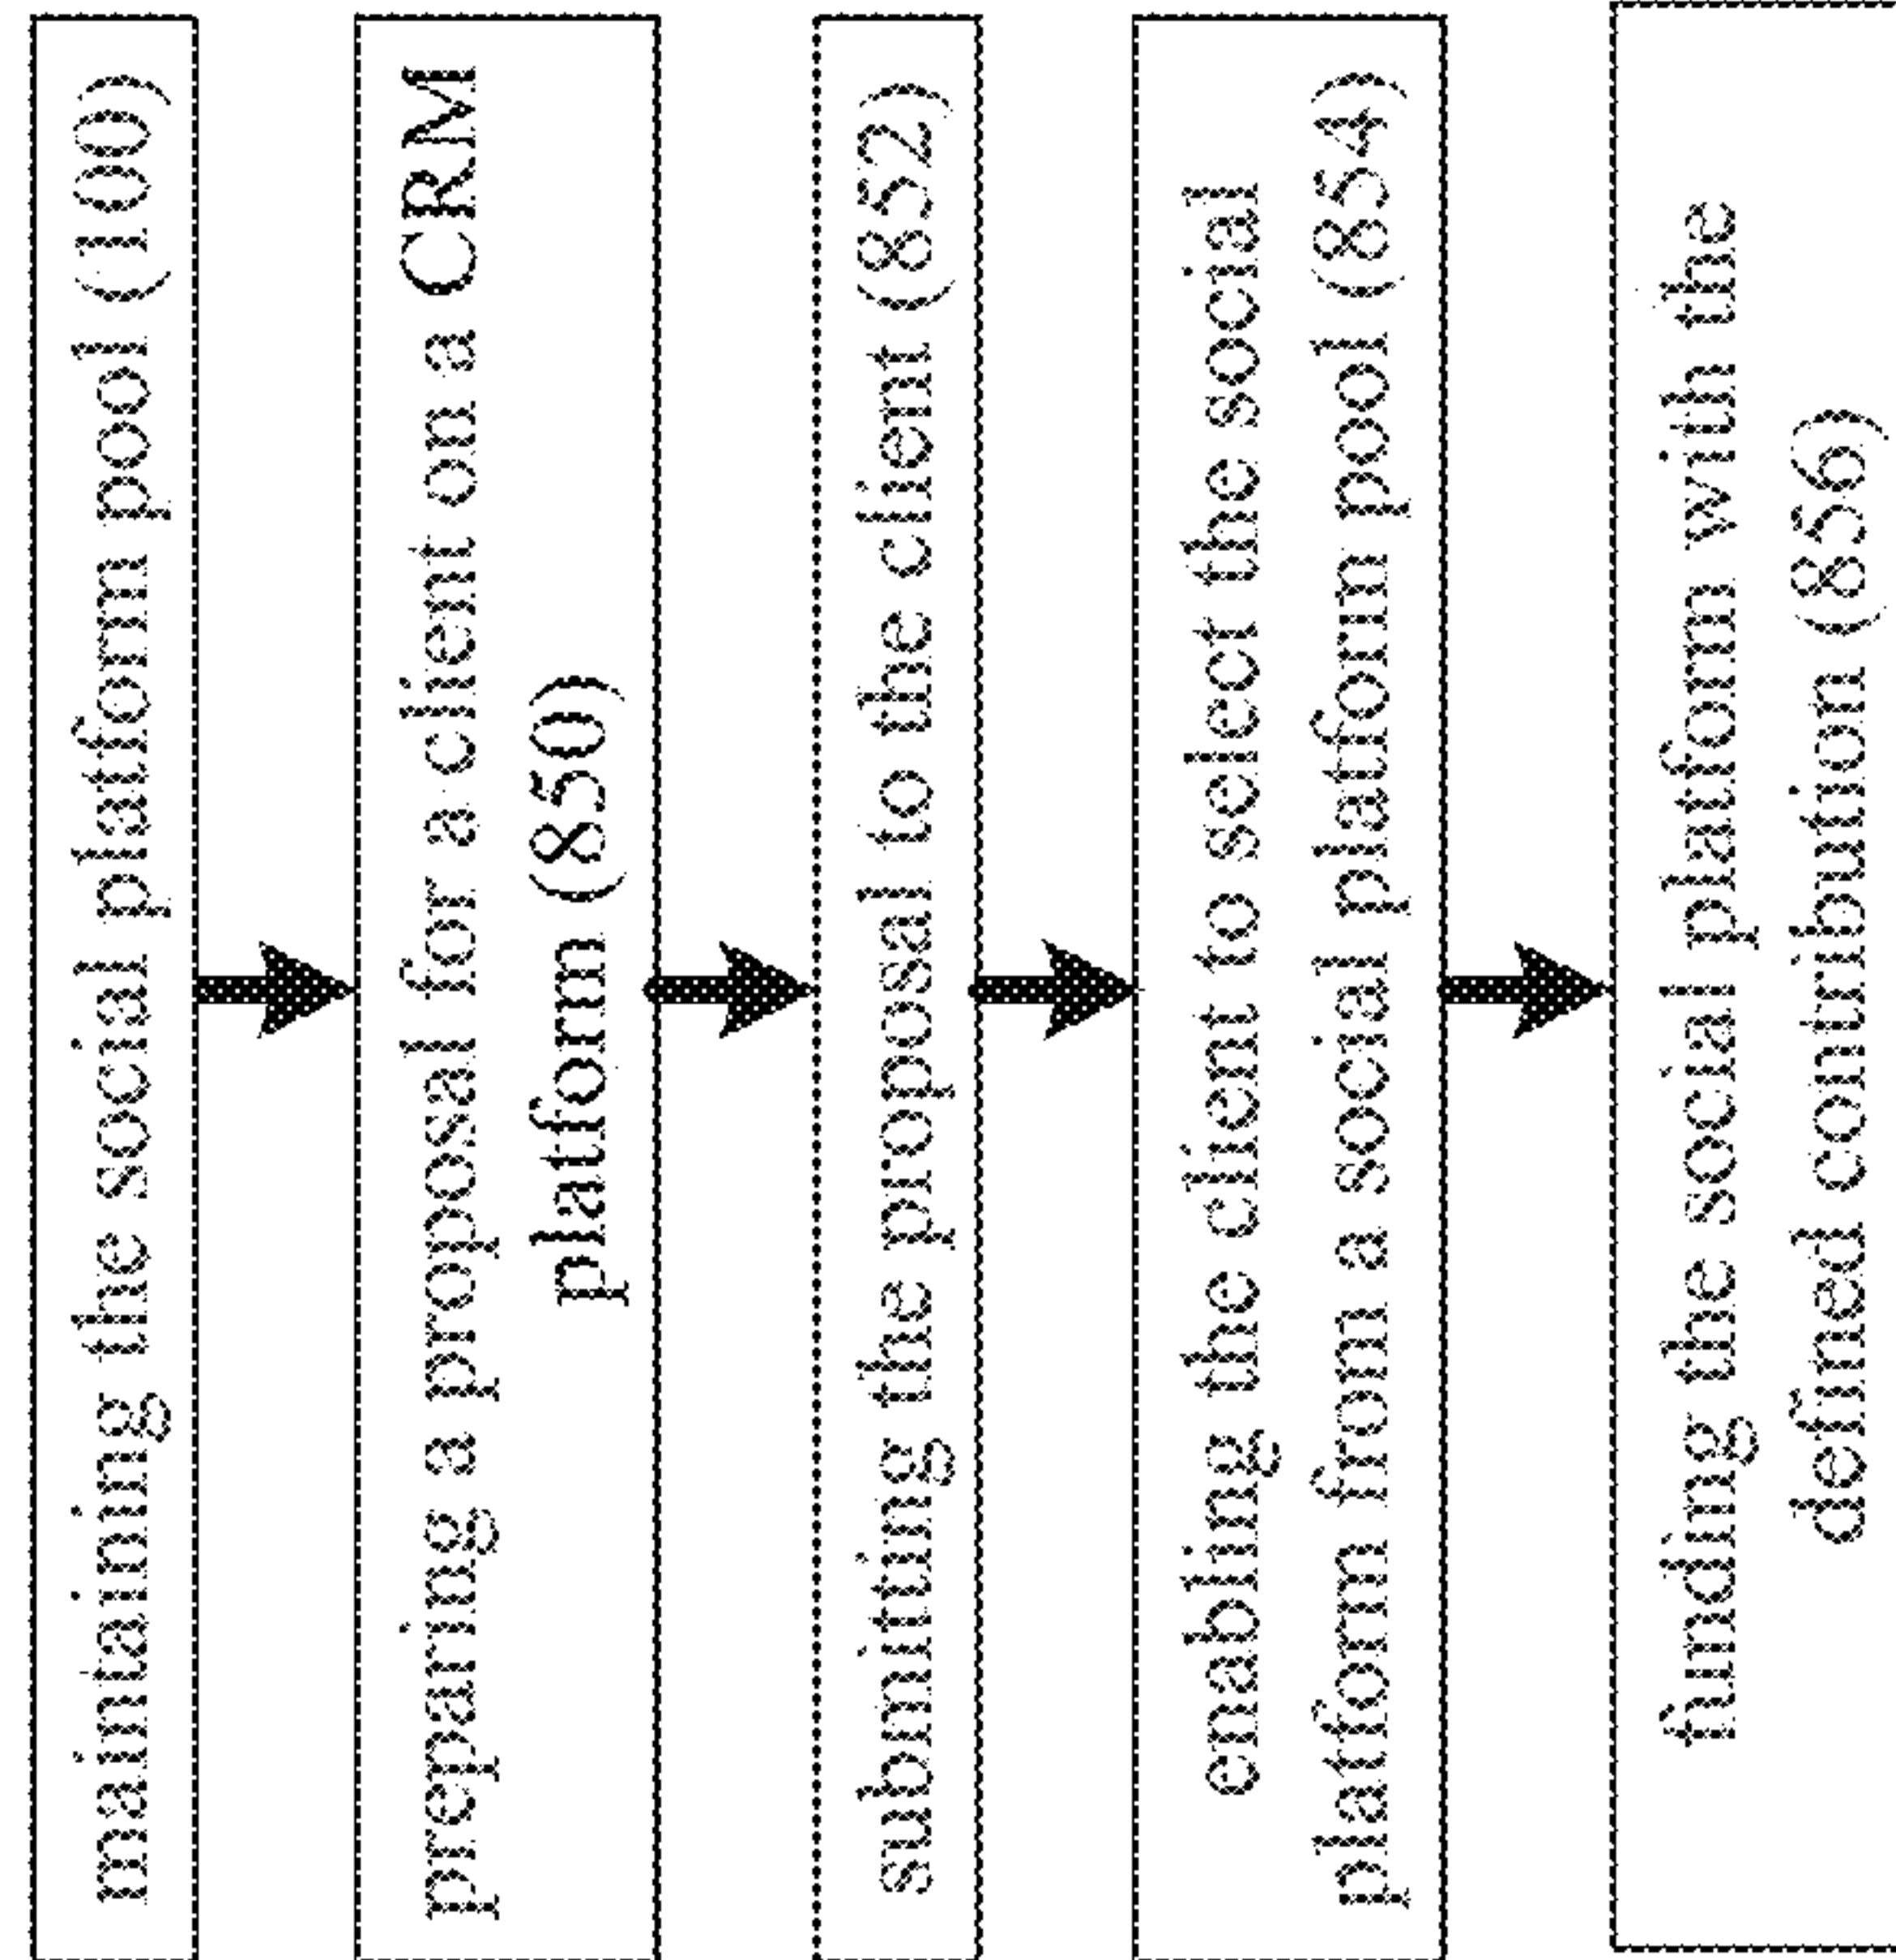 maintaining the social platform pool (100)
preparing a proposal for a client on a CRM
platform (850)
submitting the proposal to the client (852)
enabling the client to select the social
platform from a social platform pool (854)
funding the social platform with the
defined contribution (856)